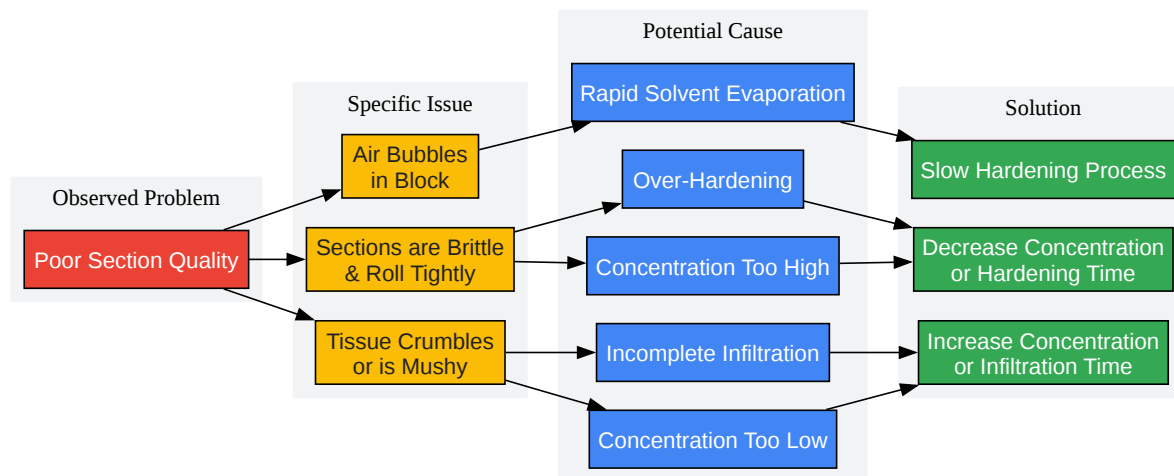 Observed Problem
Poor Section Quality
Specific Issue
Air Bubbles
in Block
Sections are Brittle
& Roll Tightly
Tissue Crumbles
or is Mushy
Potential Cause
Rapid Solvent Evaporation
Over-Hardening
Concentration Too High
Incomplete Infiltration
Concentration Too Low
Solution
Slow Hardening Process
Decrease Concentration
or Hardening Time
Increase Concentration
or Infiltration Time